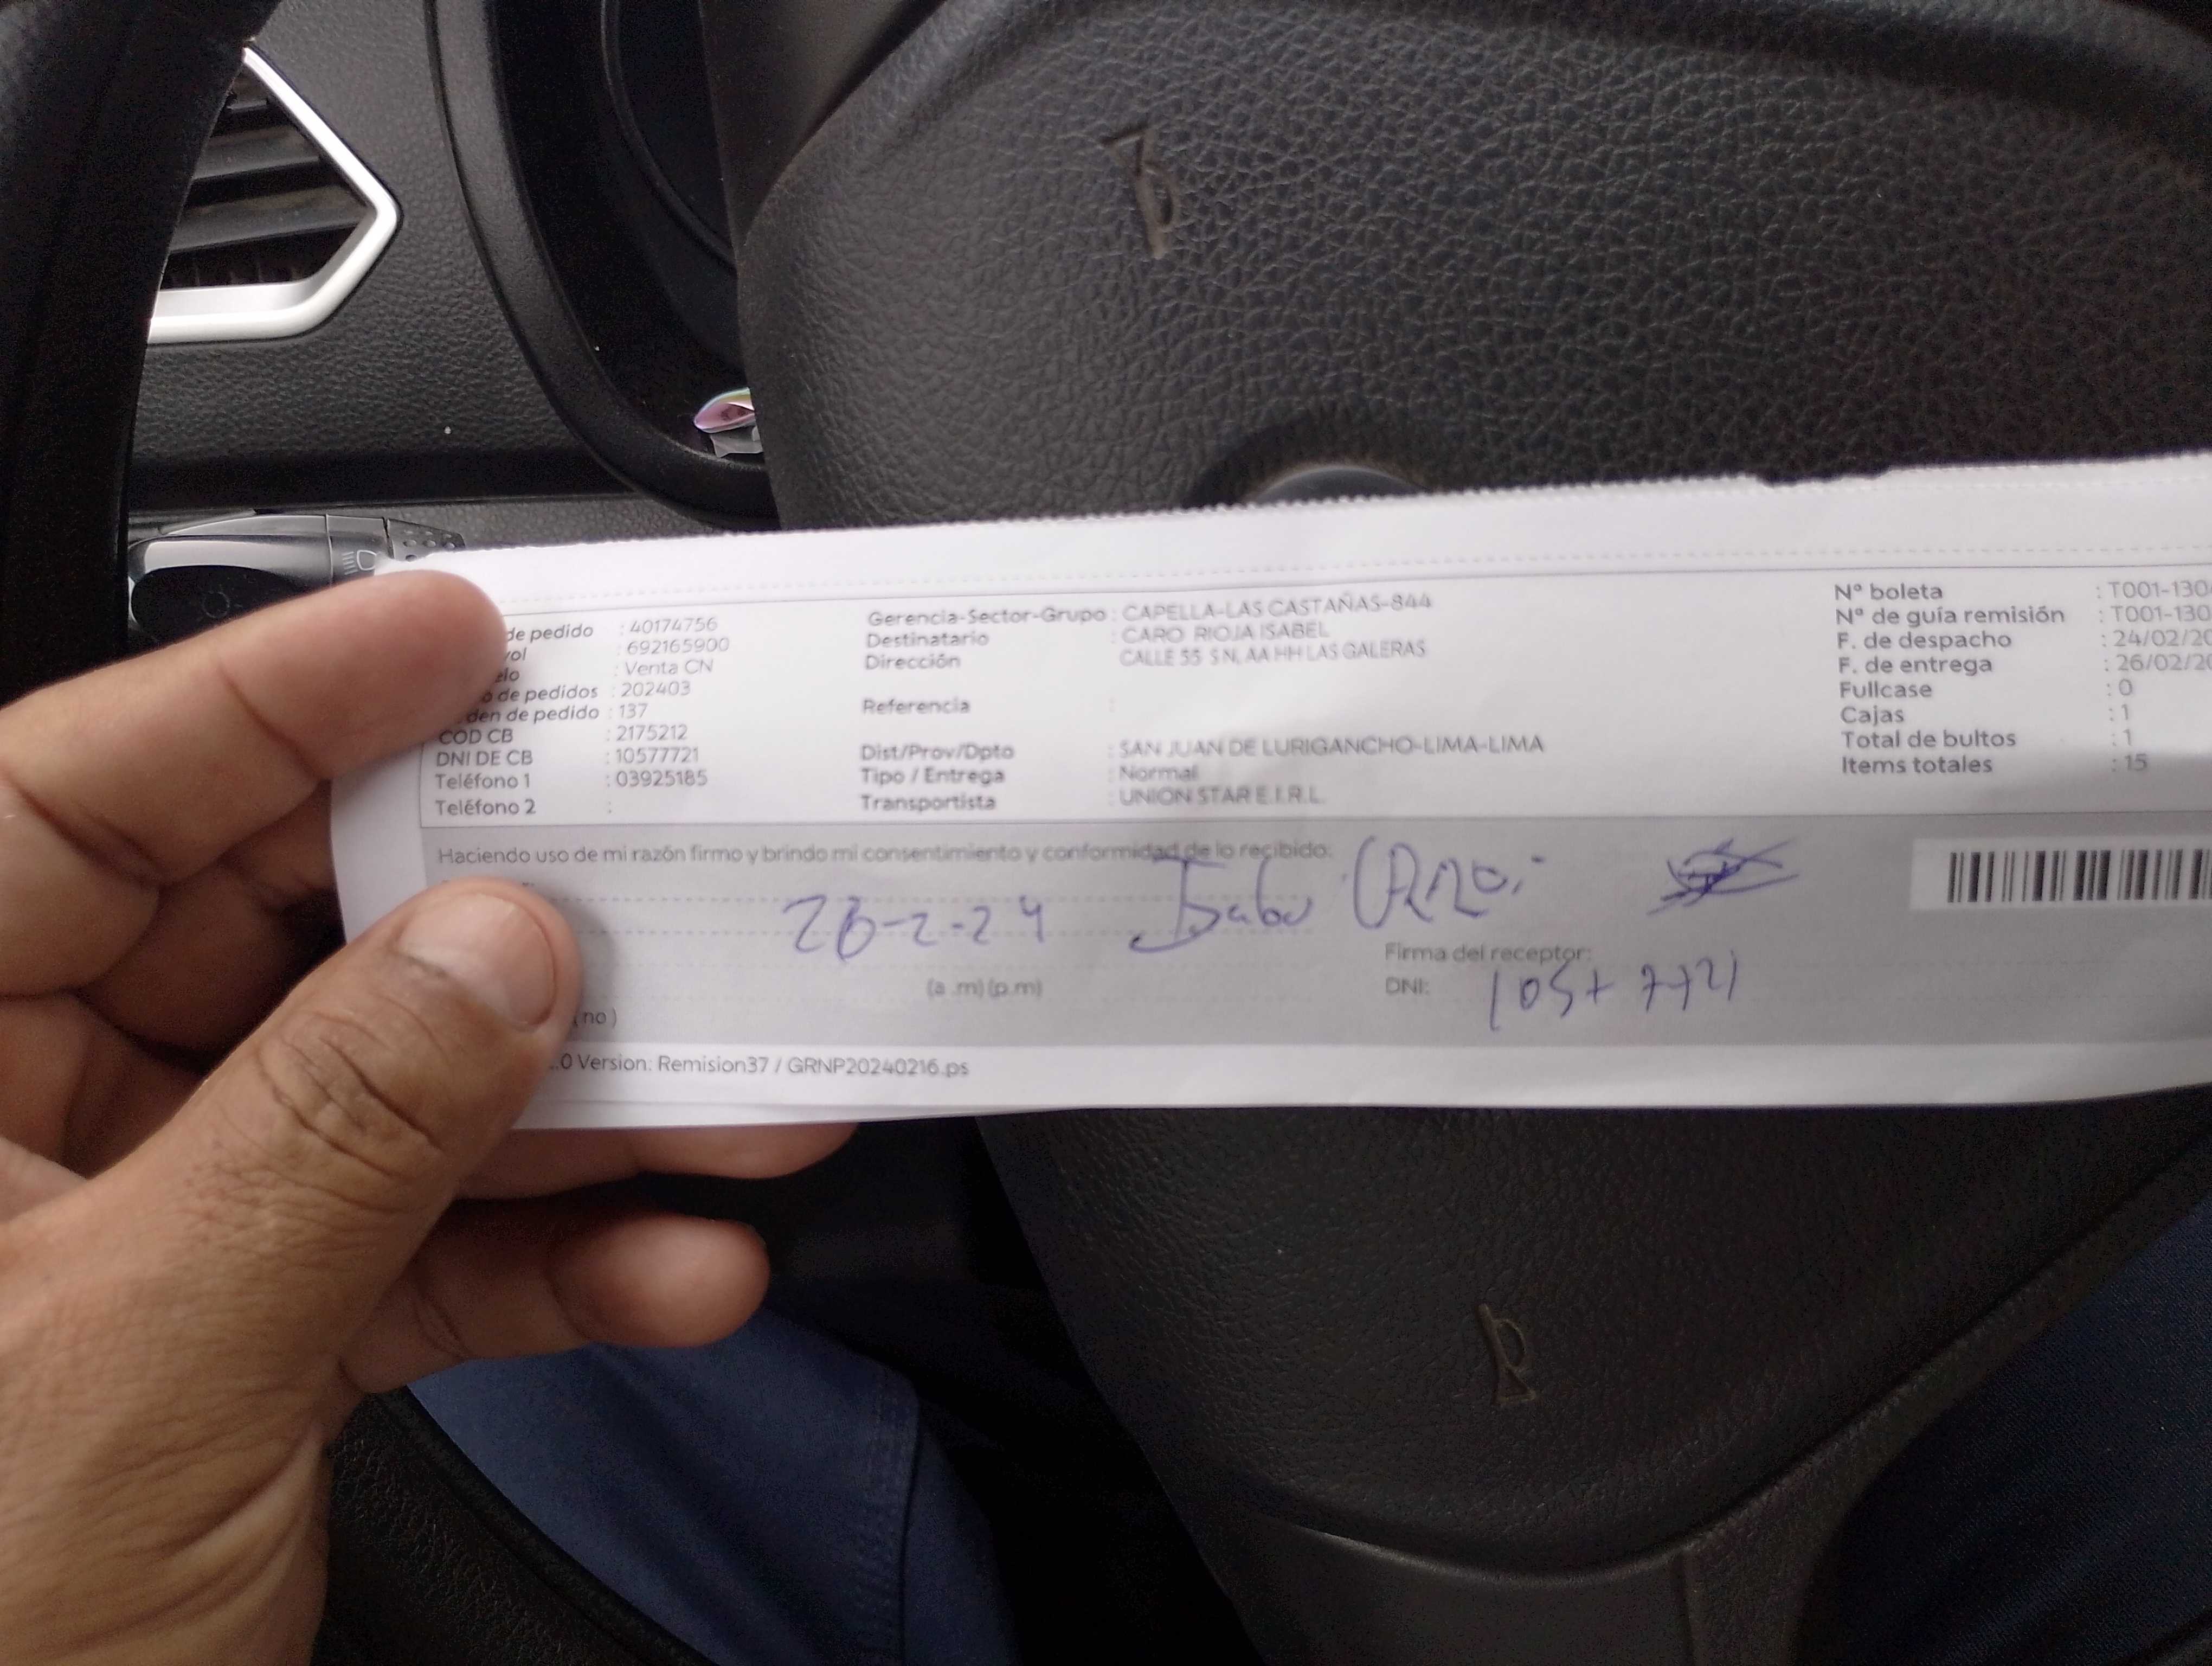 de pedido : 40174756
: 692165900
elo : Venta CN
o de pedidos : 202403
den de pedido : 137
COD CB : 2175212
DNI DE CB : 10577721
Teléfono 1 : 03925185
Teléfono 2 :
Gerencia-Sector-Grupo : CAPELLA-LAS CASTAÑAS-844
Destinatario : CARO RIOJA ISABEL
Dirección CALLE 55 S.N. AA HH LAS GALERAS
Referencia :
Dist/Prov/Dpto : SAN JUAN DE LURIGANCHO-LIMA-LIMA
Tipo / Entrega : Normal
Transportista : UNION STAR E.I.R.L.
Nº boleta : T001-130
Nº de guía remisión : T001-130
F. de despacho : 24/02/20
F. de entrega : 26/02/20
Fullcase : 0
Cajas : 1
Total de bultos : 1
Items totales : 15
Haciendo uso de mi razón firmo y brindo mi consentimiento y conformidad de lo recibido:
26-2-24
Firma del receptor:
(a .m) (p.m) DNI: 10577721
( no )
.0 Version: Remision37 / GRNP20240216.ps